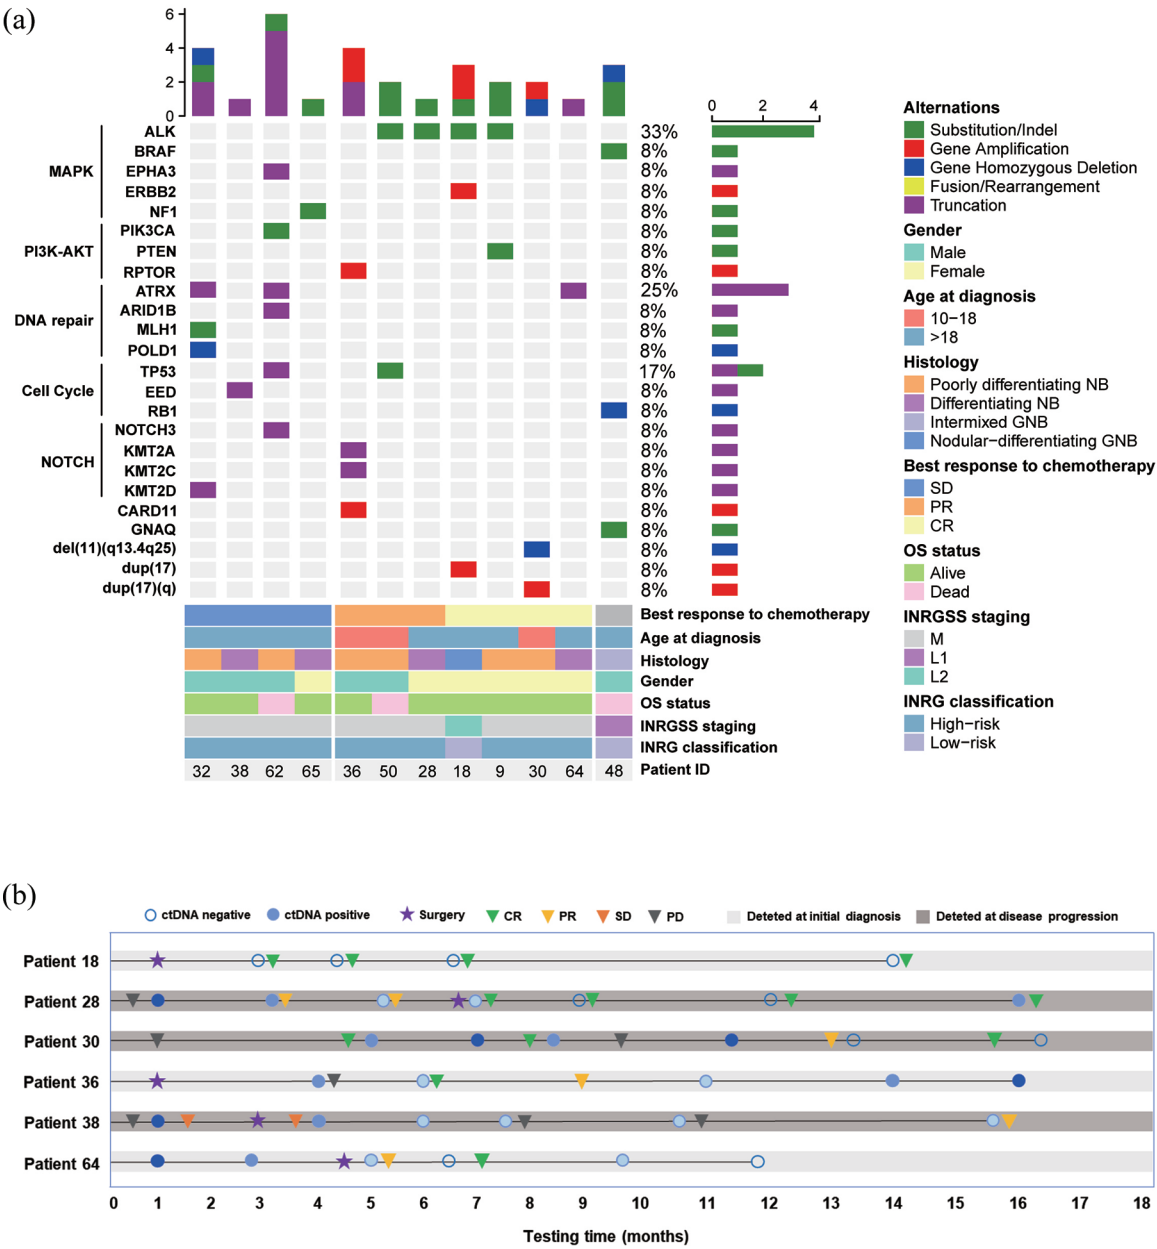 (a)
6
4
2
0
0 2 4
MAPK
PI3K-AKT
DNA repair
Cell Cycle
NOTCH
ALK 33%
BRAF 8%
EPHA3 8%
ERBB2 8%
NF1 8%
PIK3CA 8%
PTEN 8%
RPTOR 8%
ATRX 25%
ARID1B 8%
MLH1 8%
POLD1 8%
TP53 17%
EED 8%
RB1 8%
NOTCH3 8%
KMT2A 8%
KMT2C 8%
KMT2D 8%
CARD11 8%
GNAQ 8%
del(11)(q13.4q25) 8%
dup(17) 8%
dup(17)(q) 8%
Best response to chemotherapy
Age at diagnosis
Histology
Gender
OS status
INRGSS staging
INRG classification
32 38 62 65 36 50 28 18 9 30 64 48 Patient ID
Alternations
Substitution/Indel
Gene Amplification
Gene Homozygous Deletion
Fusion/Rearrangement
Truncation
Gender
Male
Female
Age at diagnosis
10−18
>18
Histology
Poorly differentiating NB
Differentiating NB
Intermixed GNB
Nodular−differentiating GNB
Best response to chemotherapy
SD
PR
CR
OS status
Alive
Dead
INRGSS staging
M
L1
L2
INRG classification
High−risk
Low−risk
(b)
ctDNA negative ctDNA positive Surgery CR PR SD PD Deteted at initial diagnosis Deteted at disease progression
Patient 18
Patient 28
Patient 30
Patient 36
Patient 38
Patient 64
0 1 2 3 4 5 6 7 8 9 10 11 12 13 14 15 16 17 18
Testing time (months)